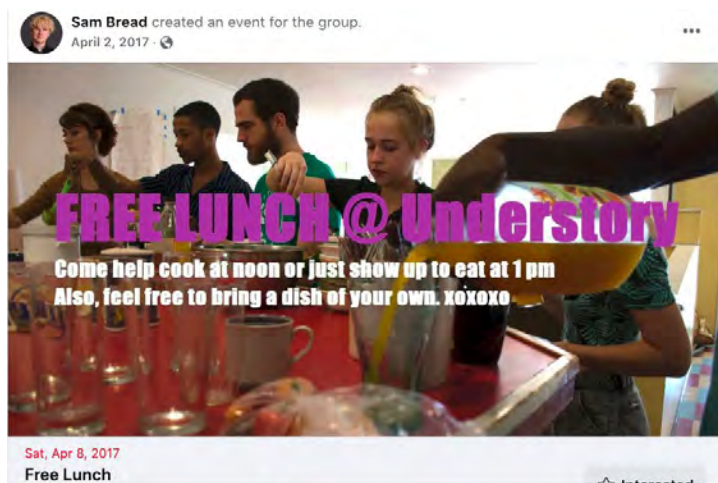 Sam Bread created an event for the group.
April 2, 2017 ·
...
FREE LUNCH @ Understory
Come help cook at noon or just show up to eat at 1 pm
Also, feel free to bring a dish of your own. xoxoxo
Sat, Apr 8, 2017
Free Lunch
Interested